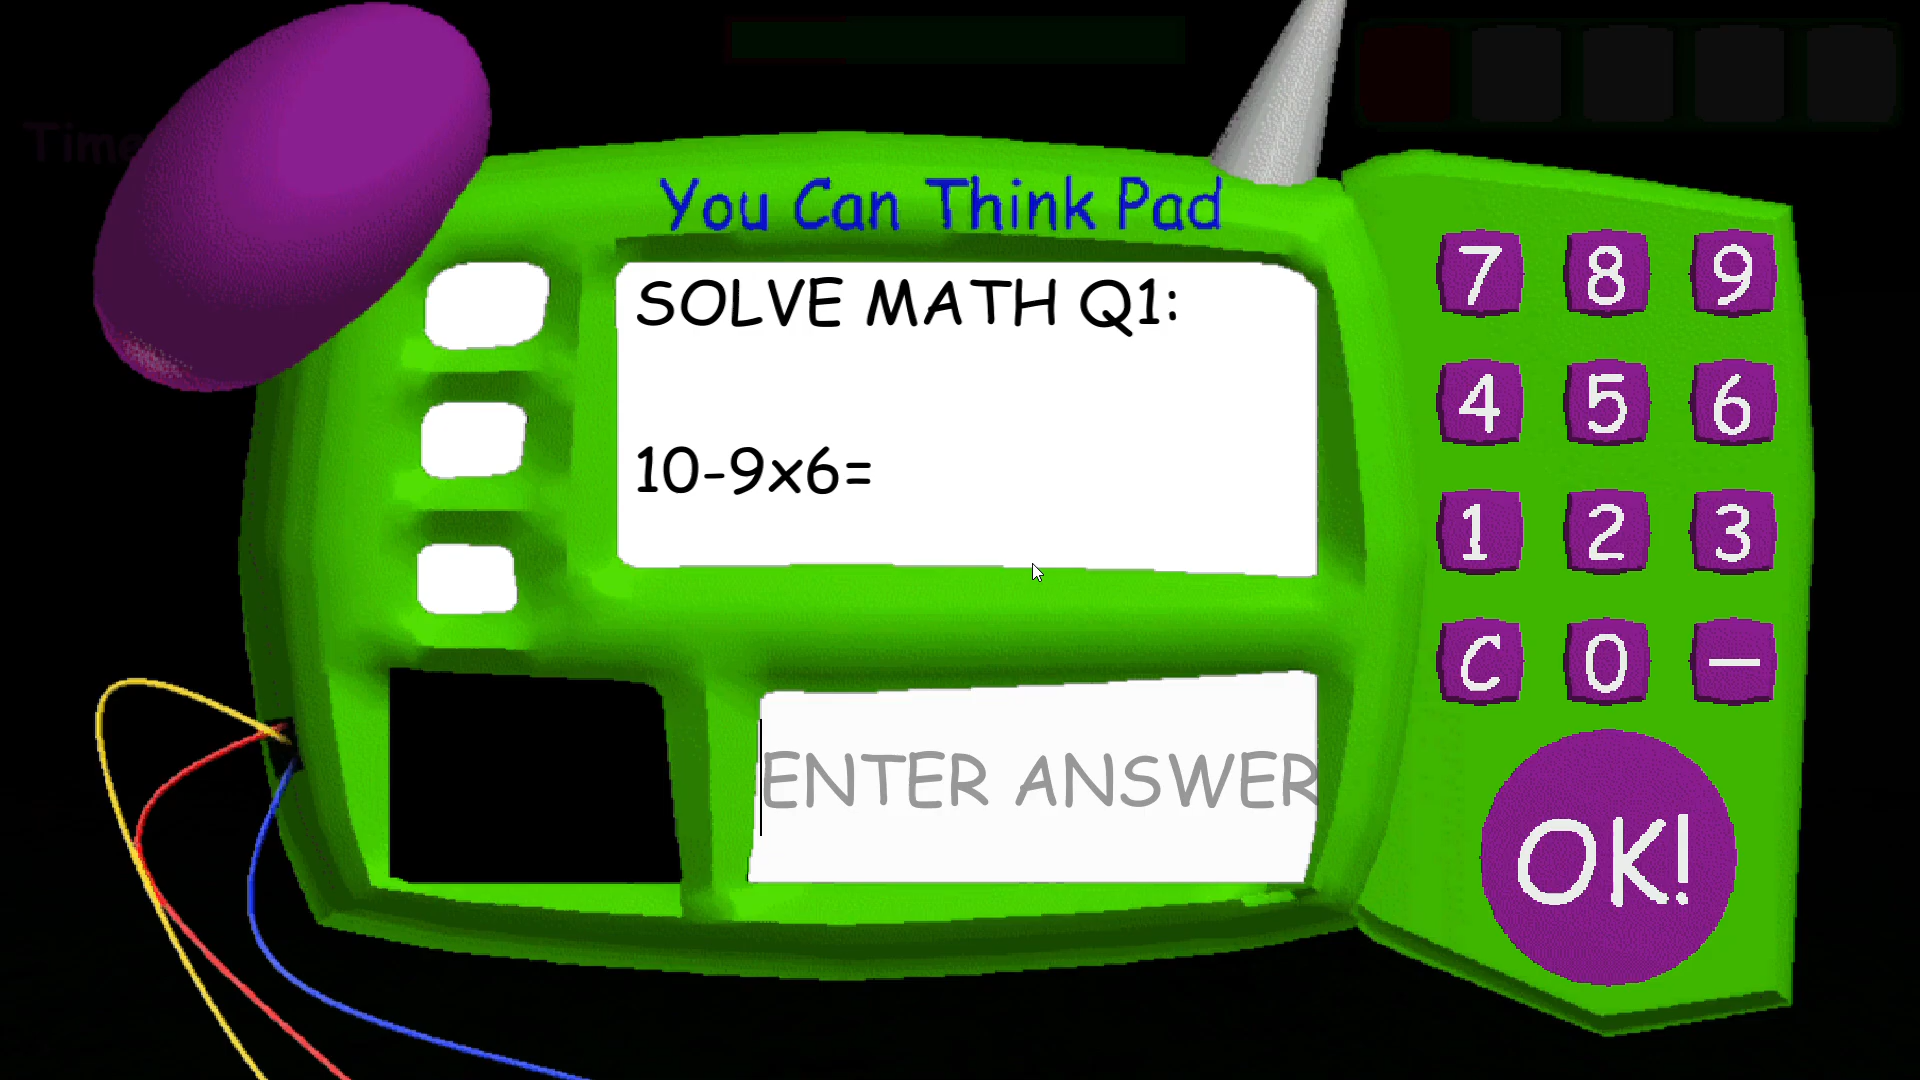 Time
You Can Think Pad
SOLVE MATH Q1:
10-9x6=
ENTER ANSWER
7 8 9
4 5 6
1 2 3
C 0 —
OK!